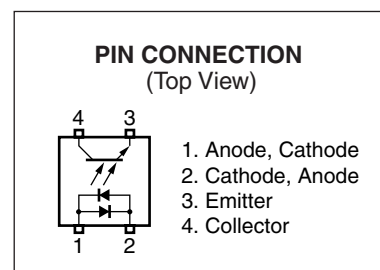 PIN CONNECTION
(Top View)
4 3
1 2
1. Anode, Cathode
2. Cathode, Anode
3. Emitter
4. Collector